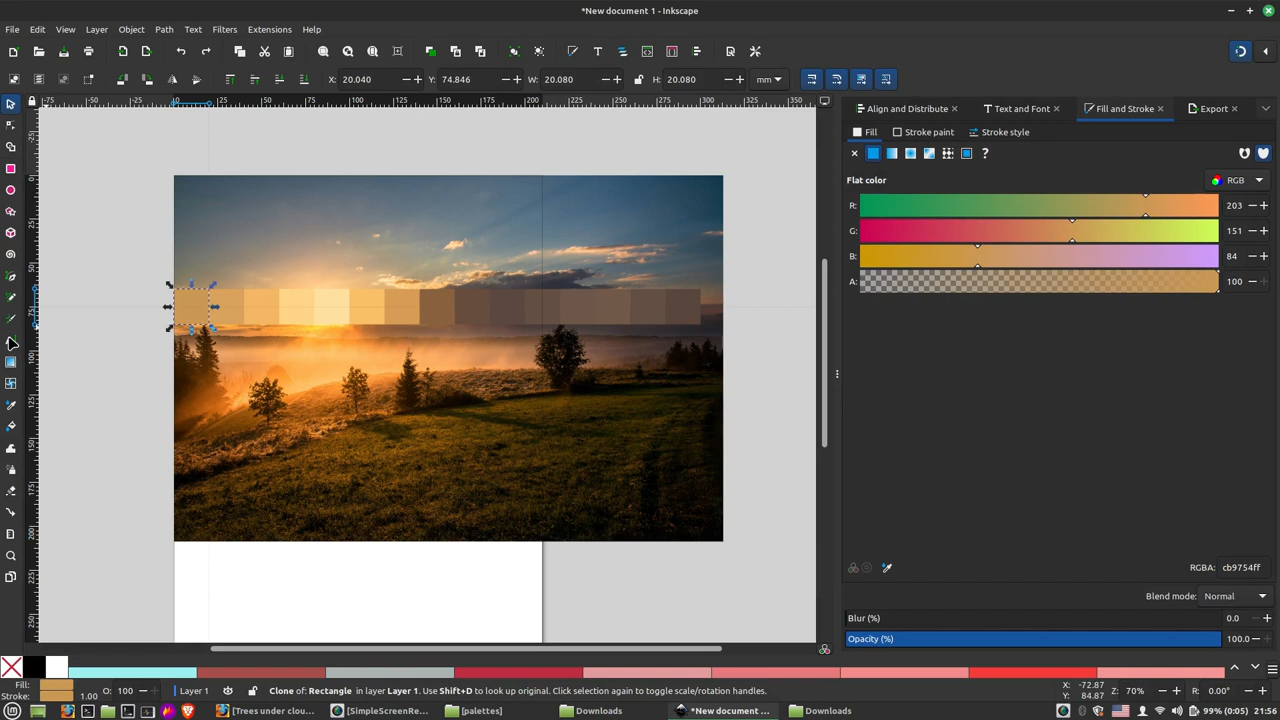 *New document 1 - Inkscape
File Edit View Layer Object Path Text Filters Extensions Help
X: 20.040 Y: 74.846 W: 20.080 H: 20.080 mm
Align and Distribute Text and Font Fill and Stroke Export
Fill Stroke paint Stroke style
?
Flat color RGB
R: 203
G: 151
B: 84
A: 100
RGBA: cb9754ff
Blend mode: Normal
Blur (%) 0.0
Opacity (%) 100.0
Fill: O: 100 Layer 1 Clone of: Rectangle in layer Layer 1. Use Shift+D to look up original. Click selection again to toggle scale/rotation handles. X: -72.87 Z: 70% R: 0.00°
Stroke: 1.00 Y: 84.87
[Trees under clou... [SimpleScreenRe... [palettes] Downloads *New document ... Downloads 99% (0:05) 21:56